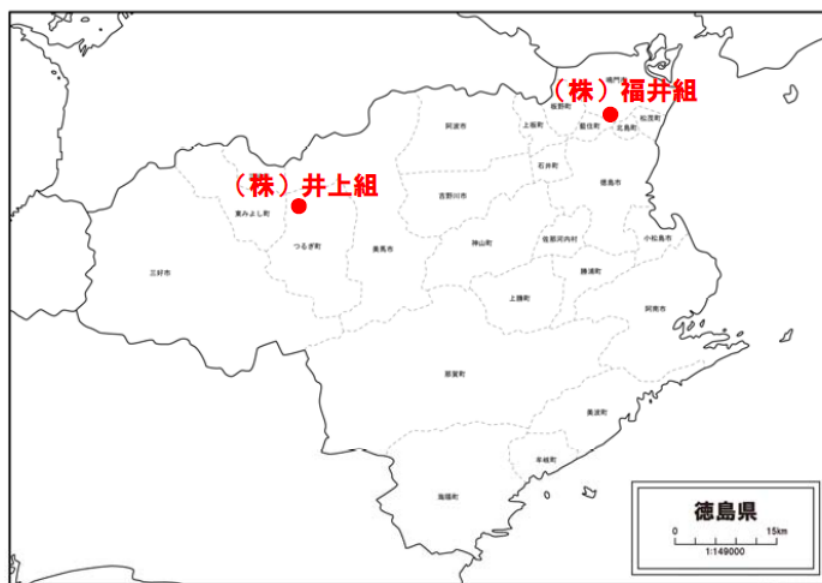 鳴門市
（株）福井組
板野町
松茂町
上板町
藍住町
北島町
阿波市
石井町
徳島市
（株）井上組
東みよし町
吉野川市
つるぎ町
美馬市
神山町
佐那河内村
小松島市
三好市
勝浦町
上勝町
阿南市
那賀町
美波町
牟岐町
海陽町
徳島県
0 15km
1:149000